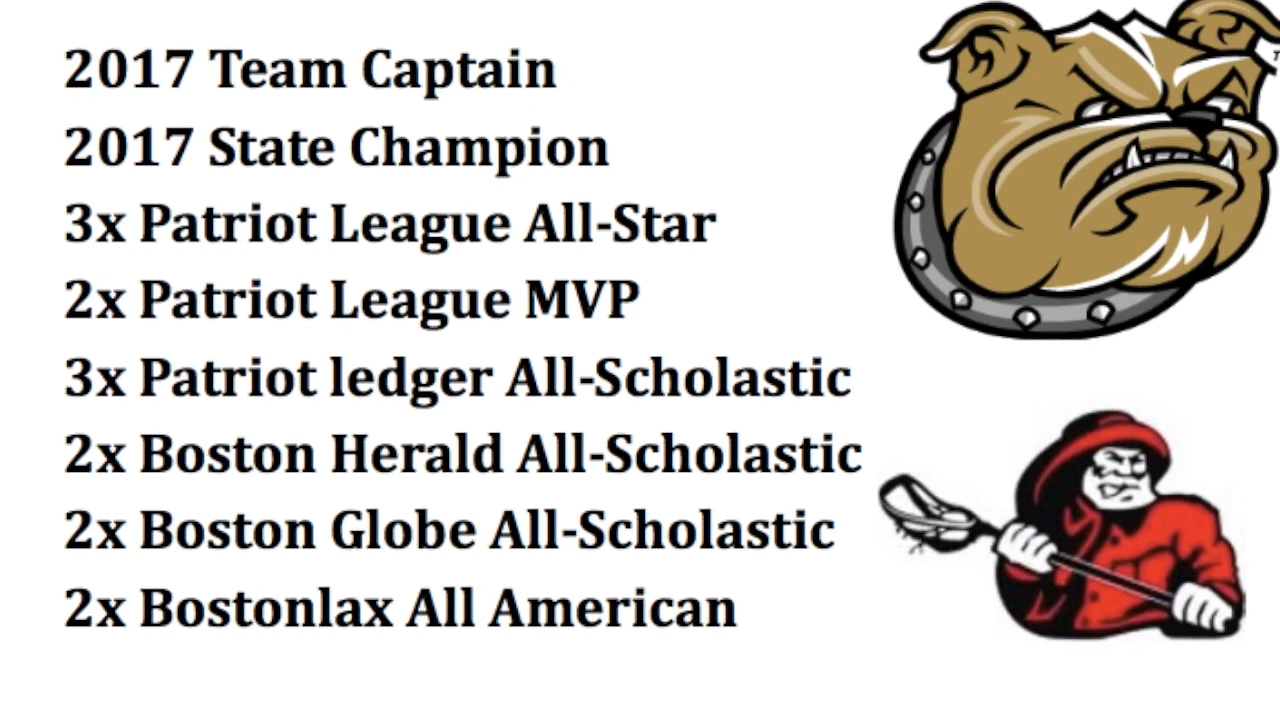 2017 Team Captain
2017 State Champion
3x Patriot League All-Star
2x Patriot League MVP
3x Patriot ledger All-Scholastic
2x Boston Herald All-Scholastic
2x Boston Globe All-Scholastic
2x Bostonlax All American